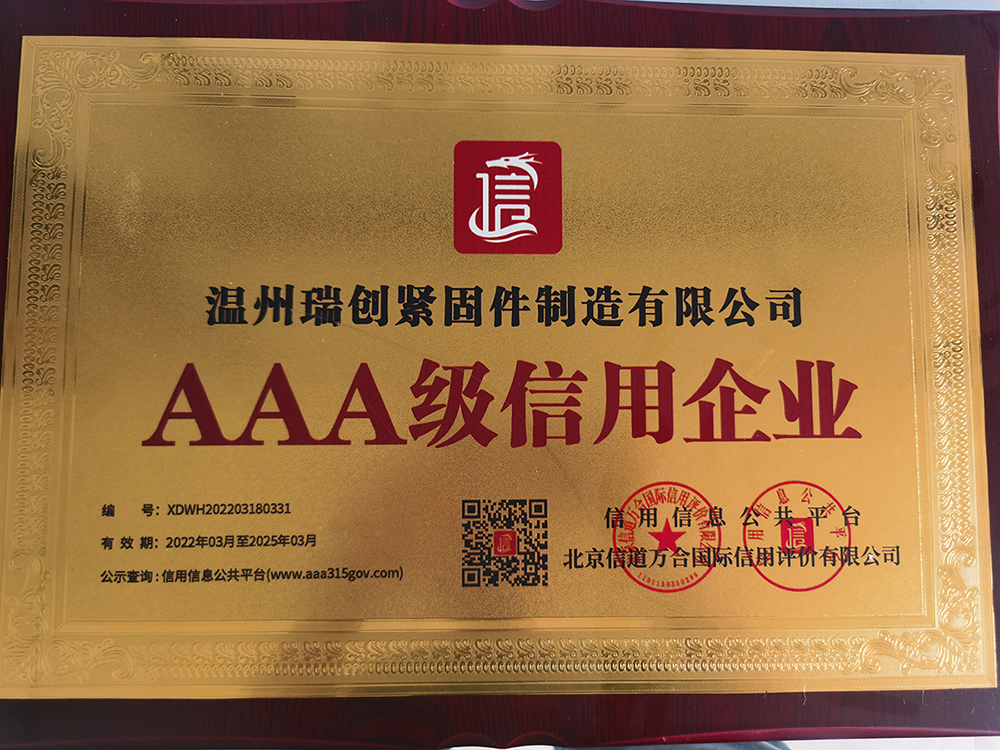 信
温州瑞创紧固件制造有限公司
AAA级信用企业
编 号：XDWH202203180331
有 效 期：2022年03月至2025年03月
公示查询：信用信息公共平台(www.aaa315gov.com)
信用信息公共平台
北京信道万合国际信用评价有限公司